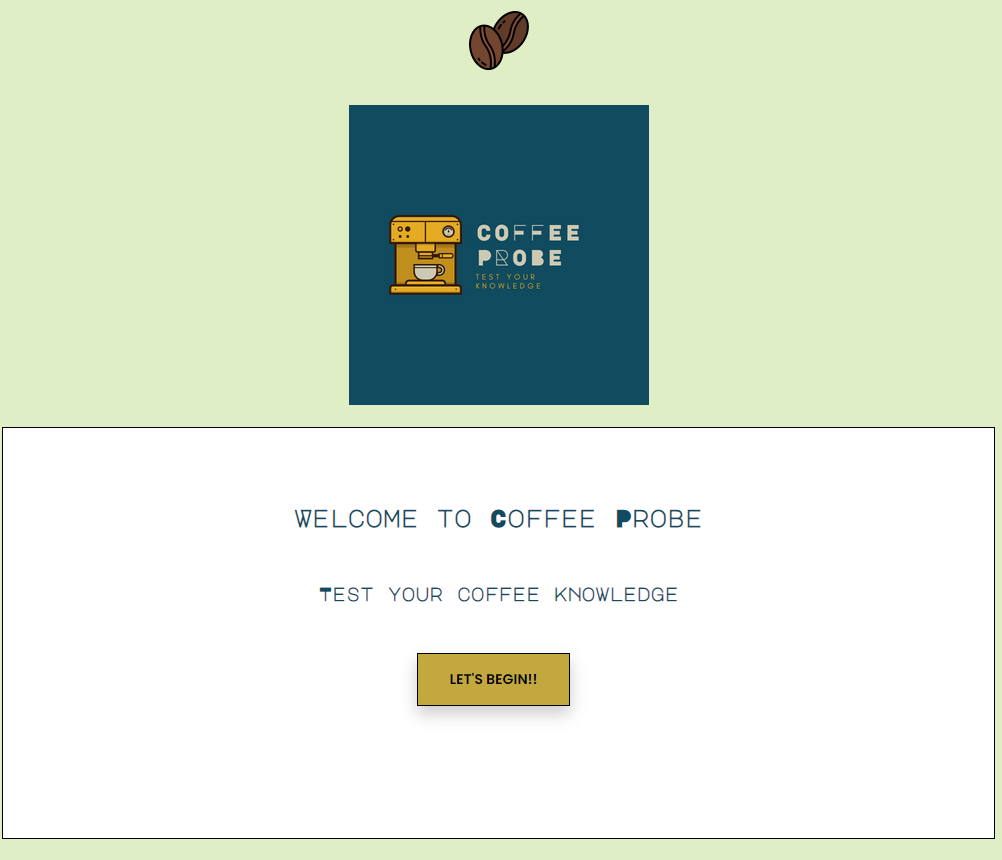 COFFEE
PROBE
TEST YOUR
KNOWLEDGE
WELCOME TO COFFEE PROBE
TEST YOUR COFFEE KNOWLEDGE
LET'S BEGIN!!